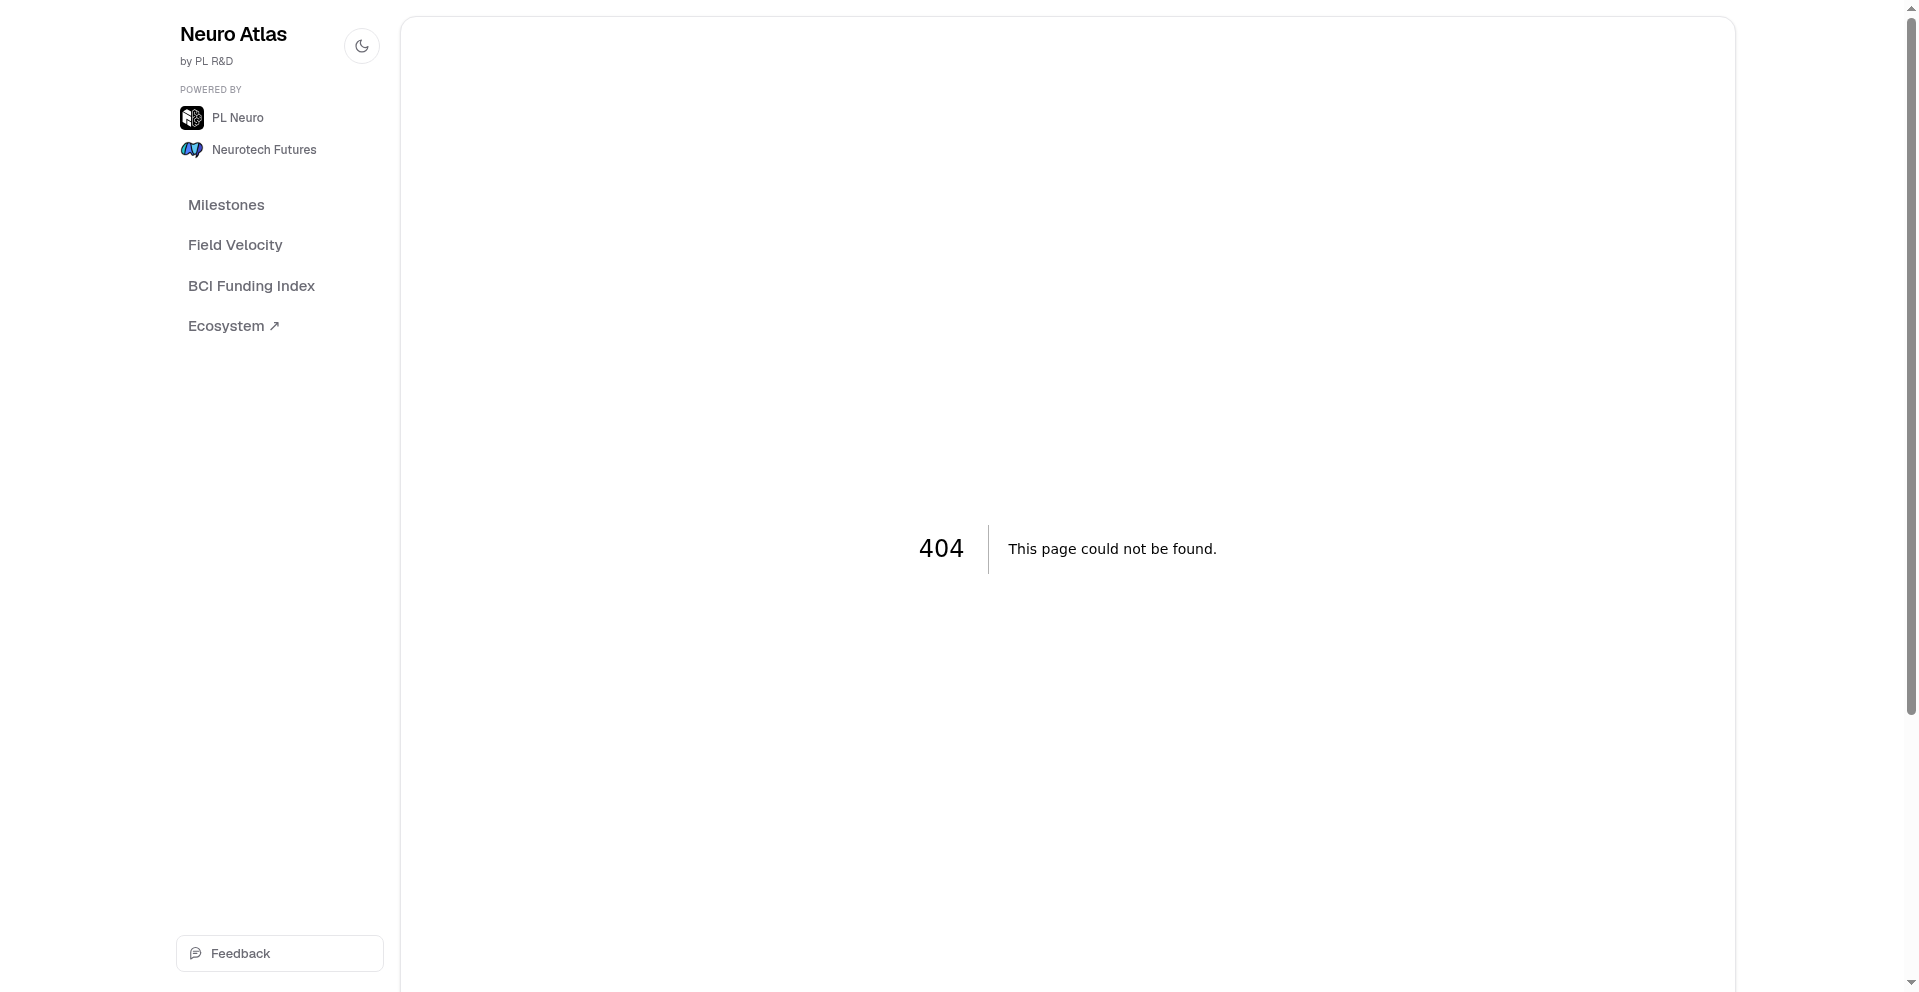 Neuro Atlas
by PL R&D
POWERED BY
PL Neuro
Neurotech Futures
Milestones
Field Velocity
BCI Funding Index
Ecosystem ↗
404
This page could not be found.
Feedback